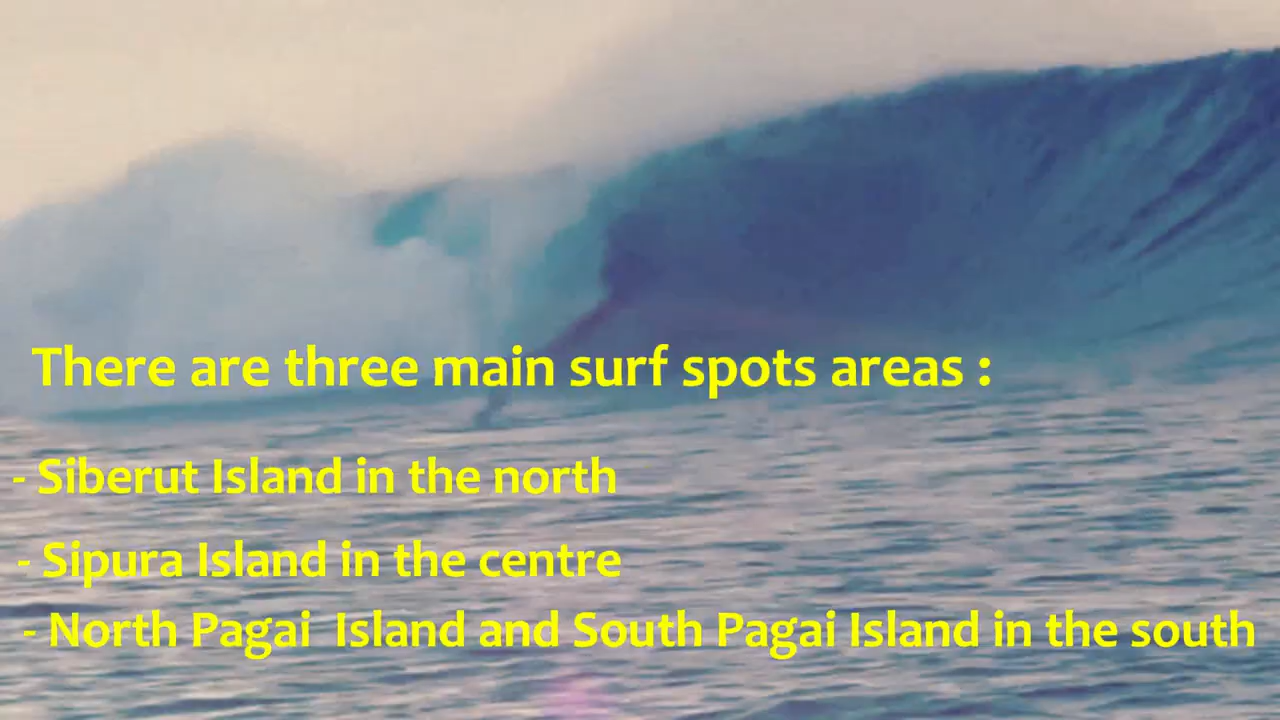 There are three main surf spots areas :
- Siberut Island in the north
- Sipura Island in the centre
- North Pagai  Island and South Pagai Island in the south